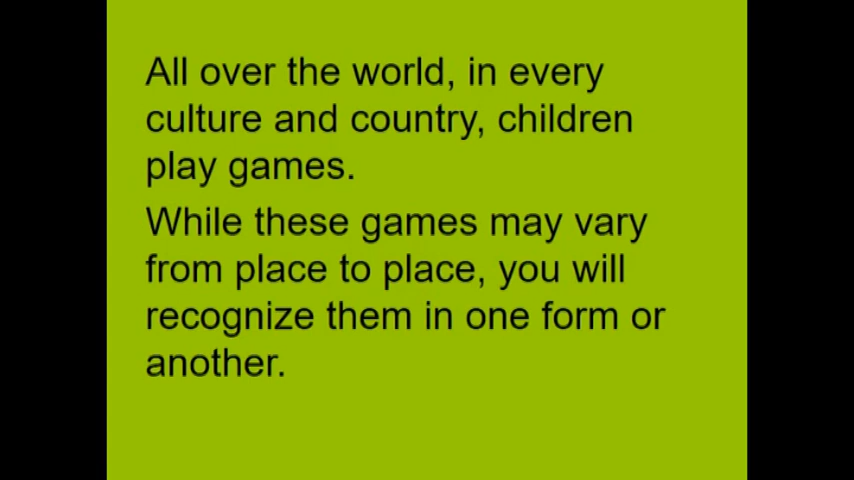 All over the world, in every
culture and country, children
play games.
While these games may vary
from place to place, you will
recognize them in one form or
another.